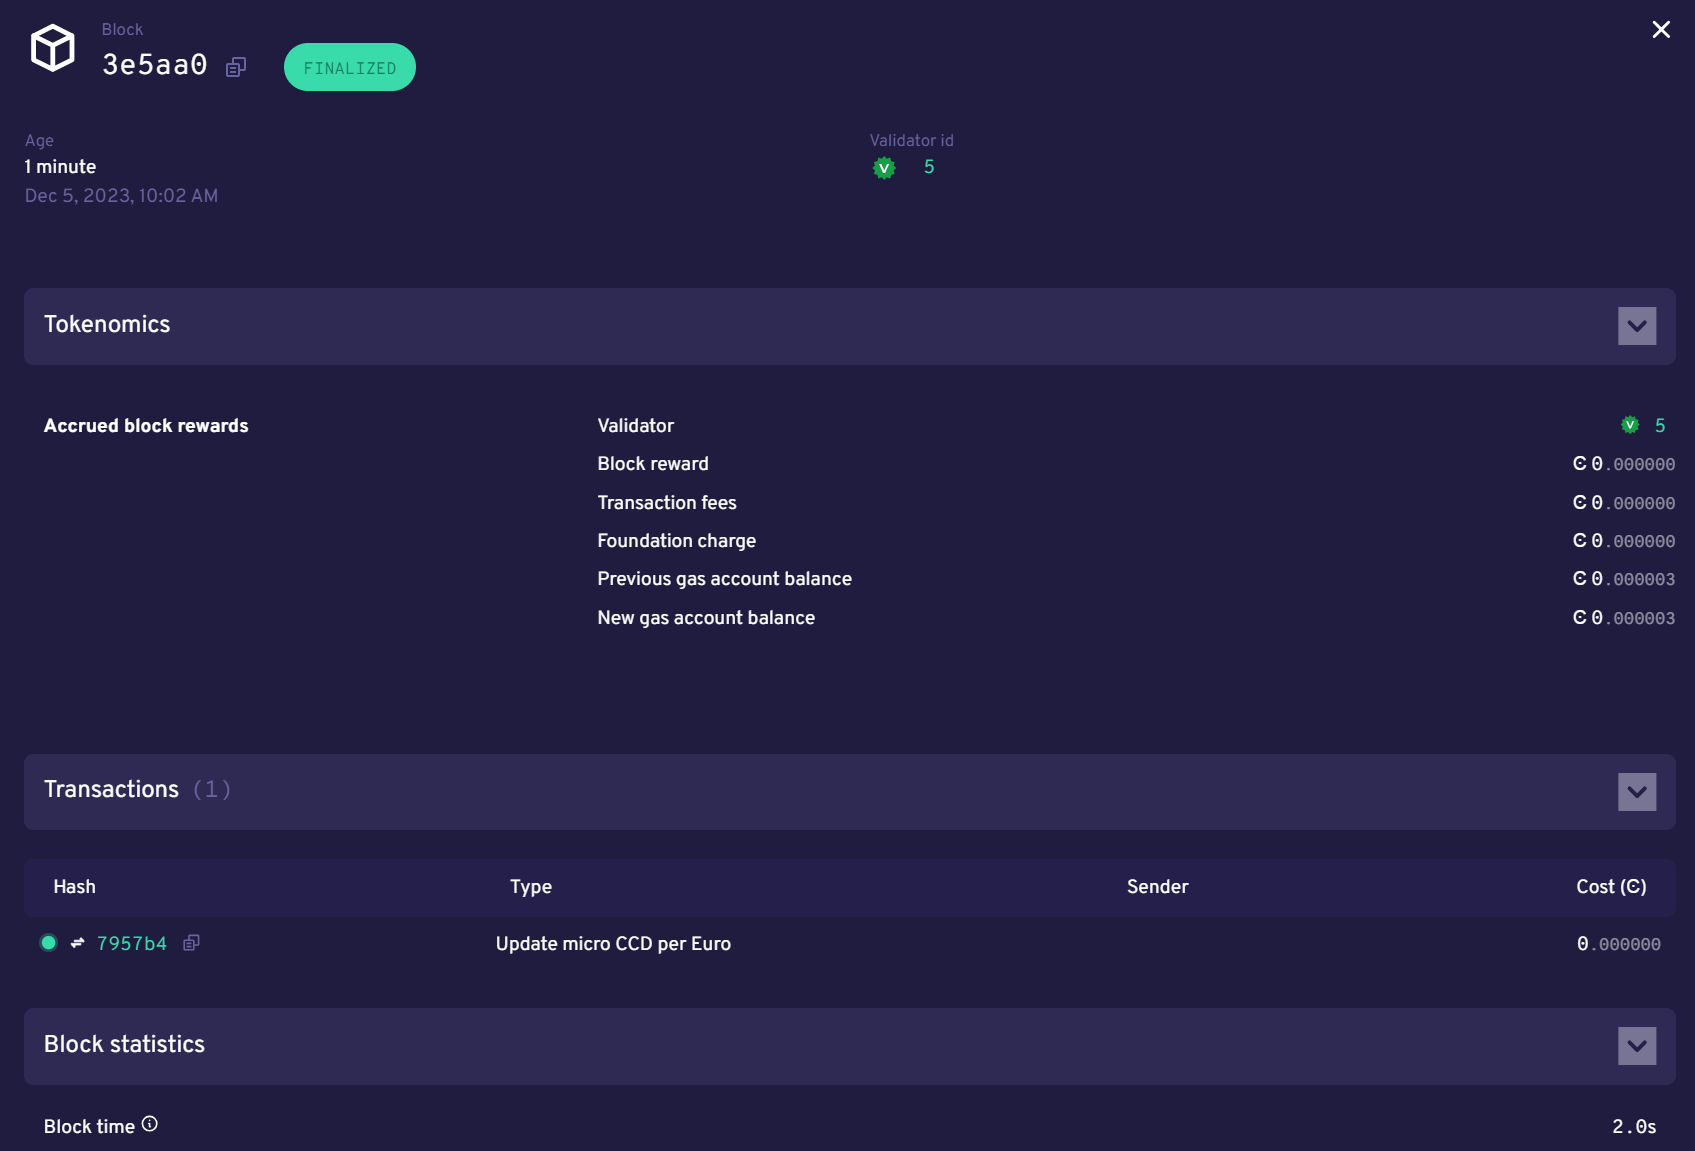 Block
3e5aa0 FINALIZED
Age Validator id
1 minute V 5
Dec 5, 2023, 10:02 AM
Tokenomics
Accrued block rewards Validator V 5
Block reward Ͼ 0.000000
Transaction fees Ͼ 0.000000
Foundation charge Ͼ 0.000000
Previous gas account balance Ͼ 0.000003
New gas account balance Ͼ 0.000003
Transactions (1)
Hash Type Sender Cost (Ͼ)
7957b4 Update micro CCD per Euro 0.000000
Block statistics
Block time 2.0s